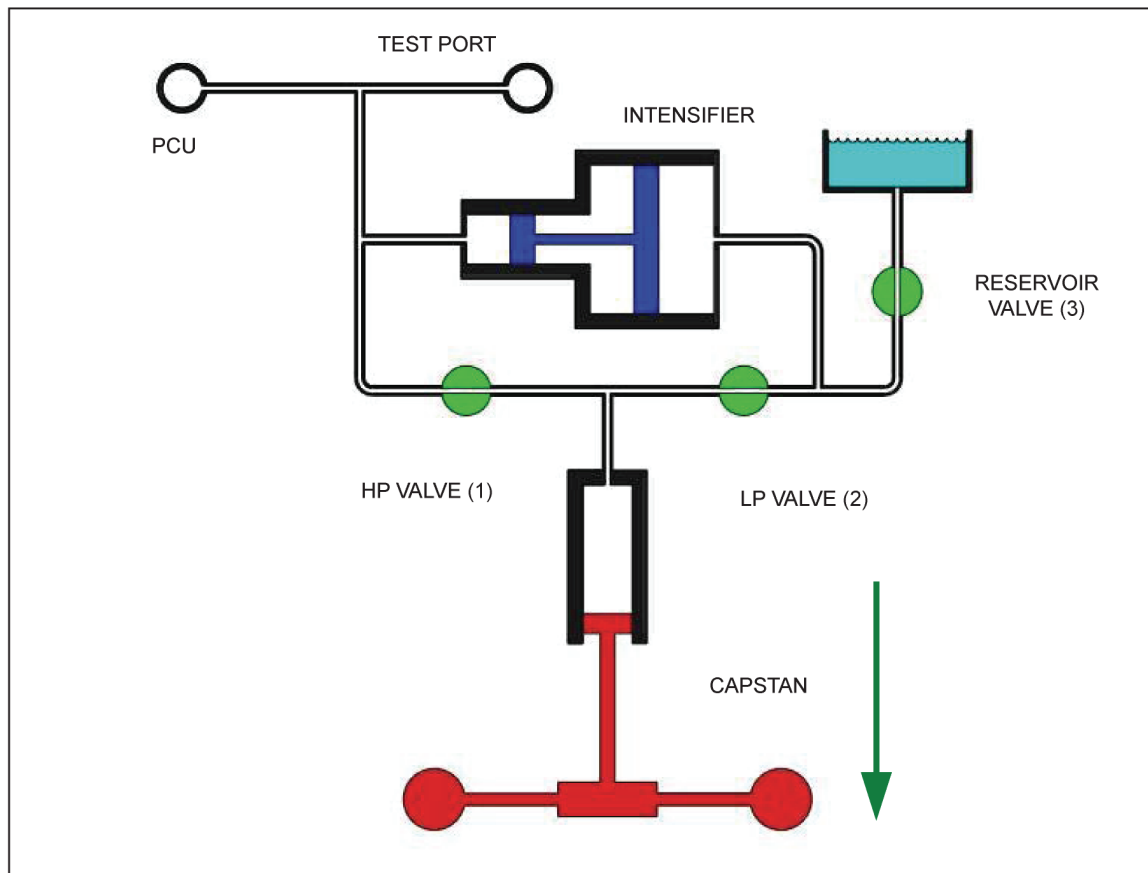 TEST PORT
PCU
INTENSIFIER
RESERVOIR
VALVE (3)
HP VALVE (1)
LP VALVE (2)
CAPSTAN